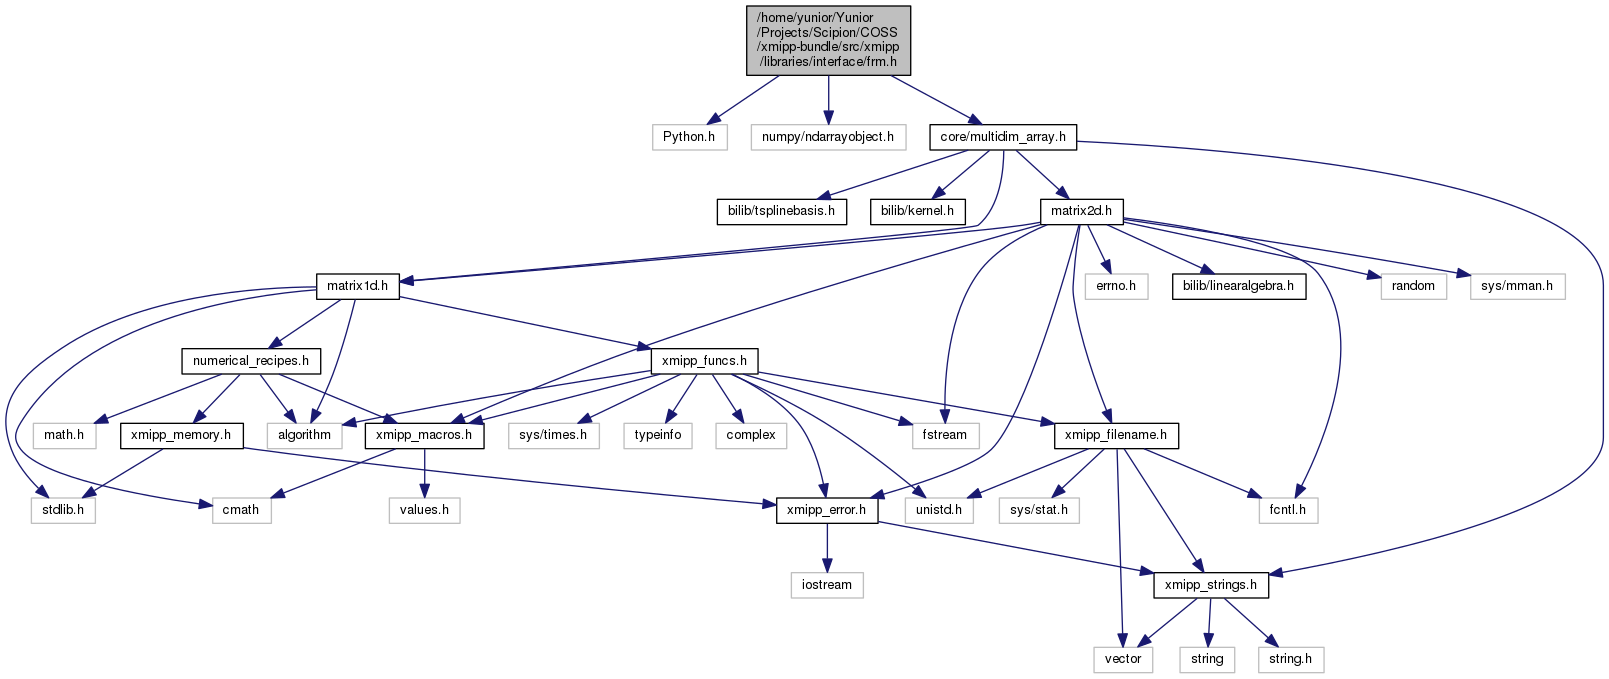 /home/yunior/Yunior
/Projects/Scipion/COSS
/xmipp-bundle/src/xmipp
/libraries/interface/frm.h
Python.h
numpy/ndarrayobject.h
core/multidim_array.h
bilib/tsplinebasis.h
bilib/kernel.h
matrix2d.h
matrix1d.h
errno.h
bilib/linearalgebra.h
random
sys/mman.h
numerical_recipes.h
xmipp_funcs.h
math.h
xmipp_memory.h
algorithm
xmipp_macros.h
sys/times.h
typeinfo
complex
fstream
xmipp_filename.h
stdlib.h
cmath
values.h
xmipp_error.h
unistd.h
sys/stat.h
fcntl.h
iostream
xmipp_strings.h
vector
string
string.h